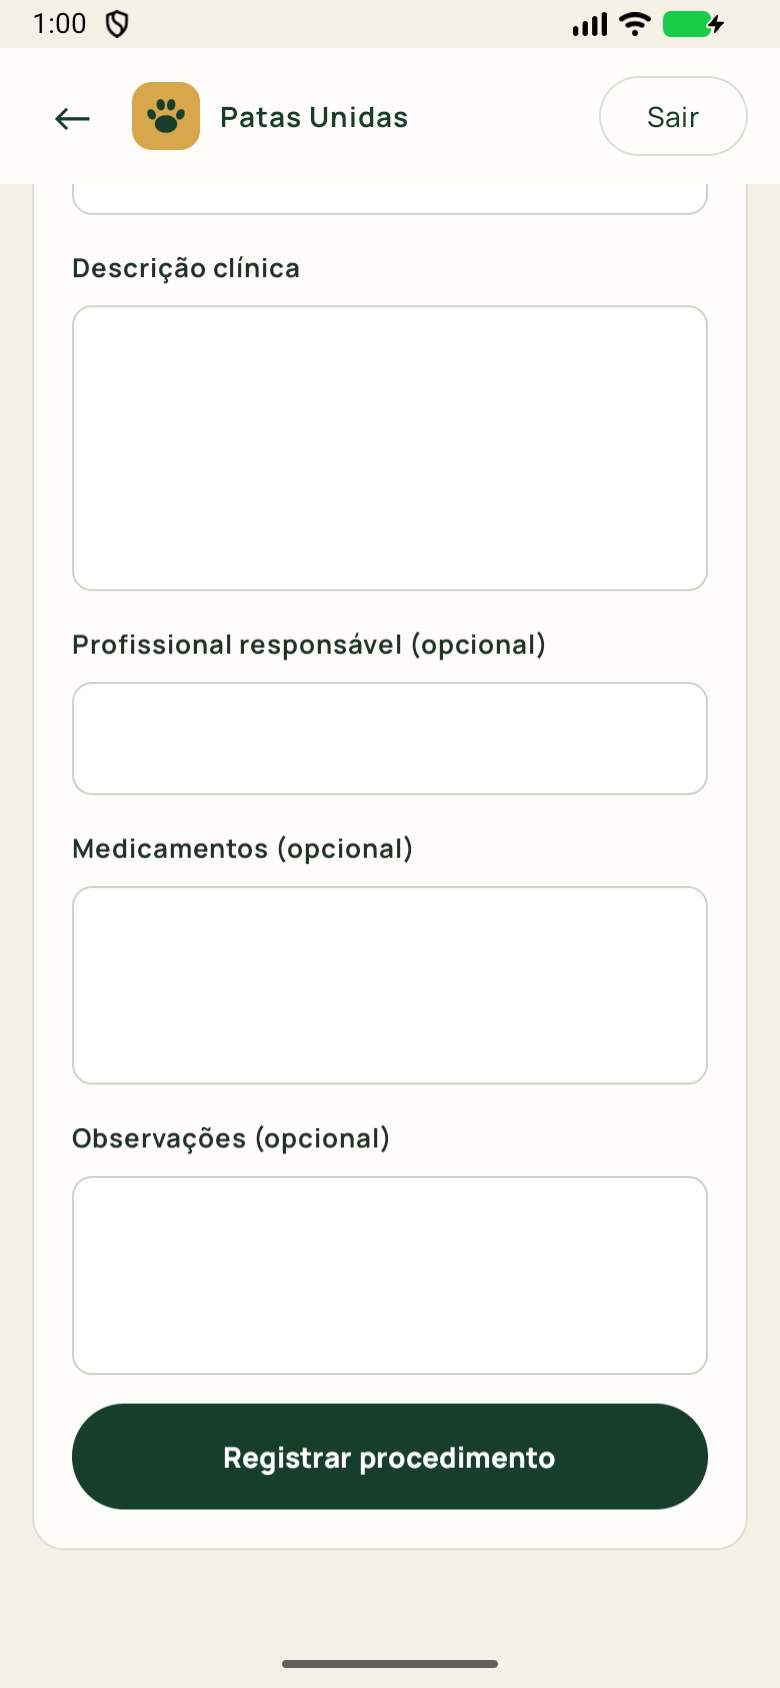 1:00
Patas Unidas
Sair
Descrição clínica
Profissional responsável (opcional)
Medicamentos (opcional)
Observações (opcional)
Registrar procedimento